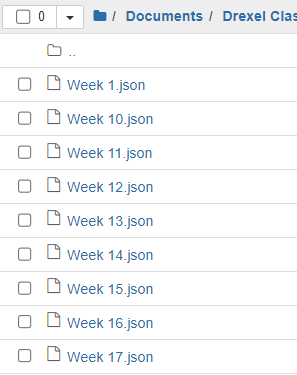 0 / Documents / Drexel Clas
..
Week 1.json
Week 10.json
Week 11.json
Week 12.json
Week 13.json
Week 14.json
Week 15.json
Week 16.json
Week 17.json